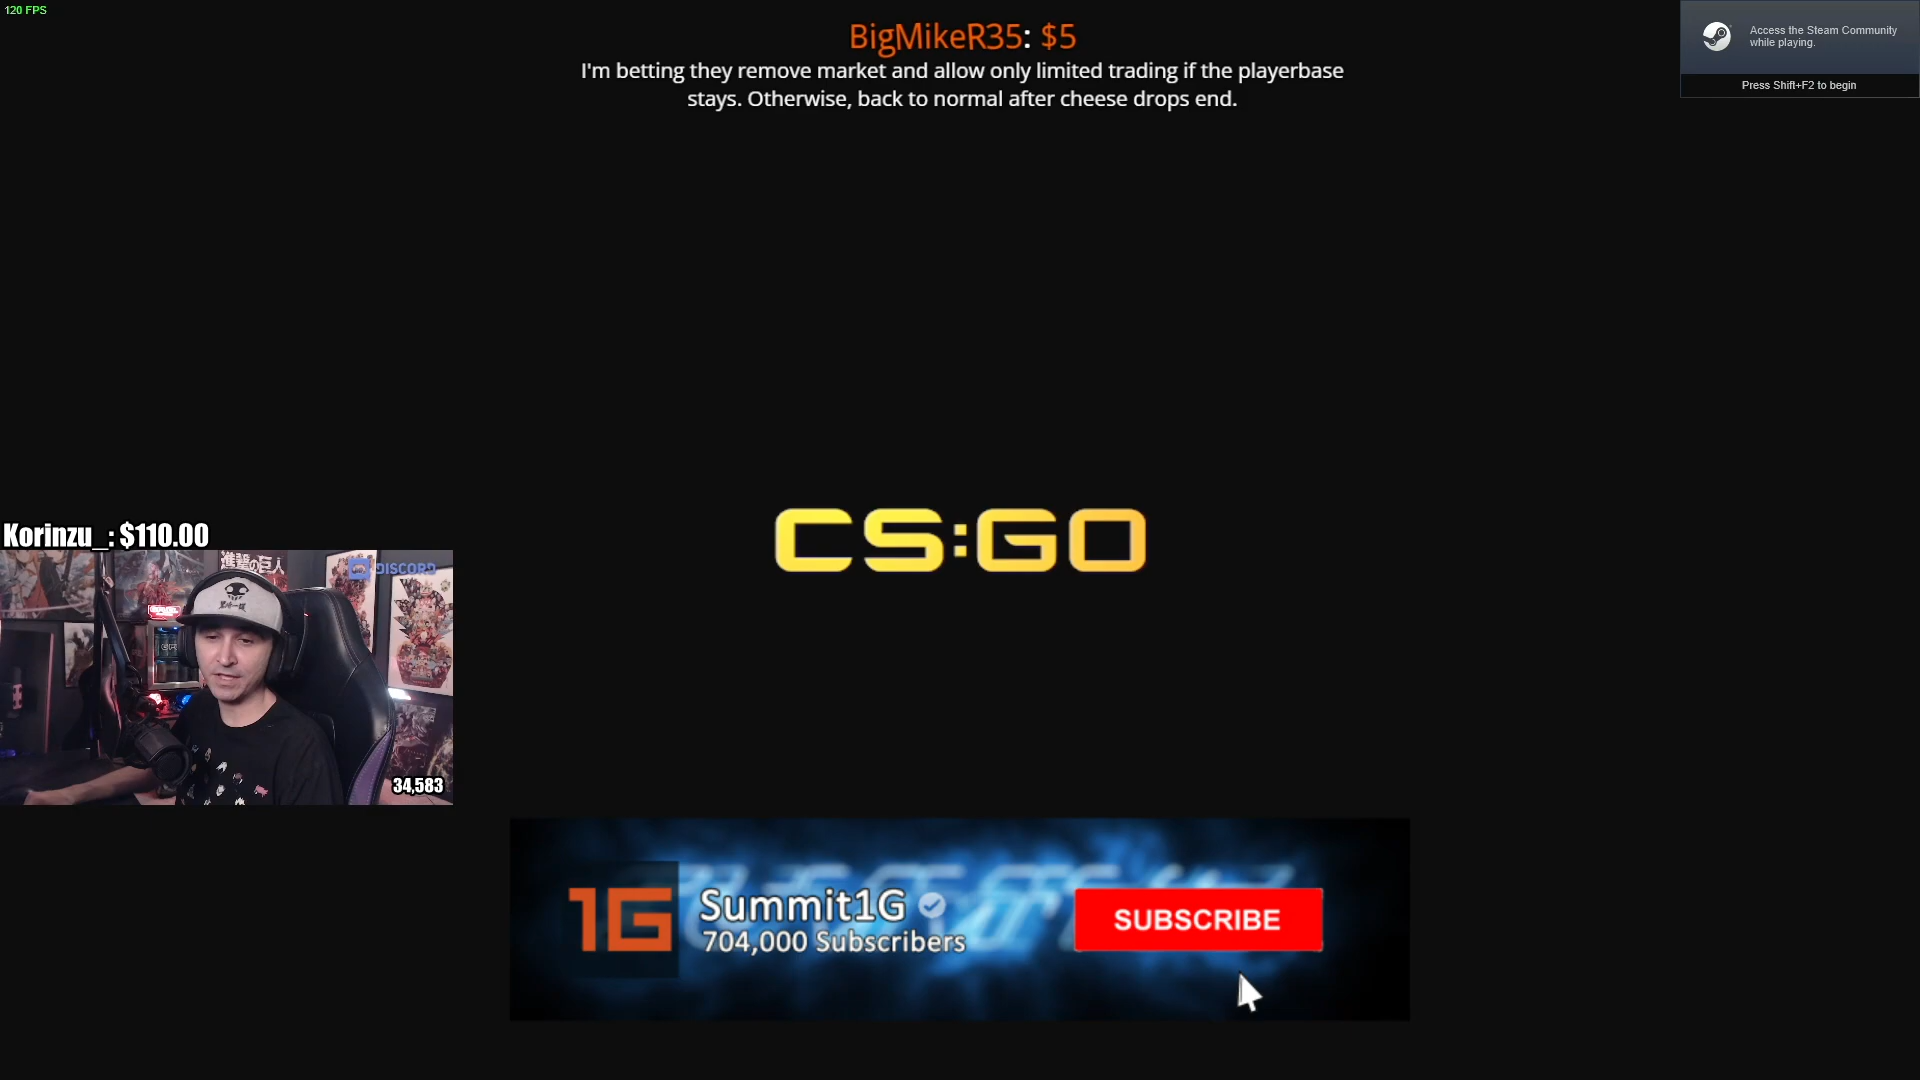 120 FPS
BigMikeR35: $5
I'm betting they remove market and allow only limited trading if the playerbase
stays. Otherwise, back to normal after cheese drops end.
Access the Steam Community
while playing.
Press Shift+F2 to begin
CS:GO
Korinzu_: $110.00
進撃の巨人
DISCORD
34,583
1G
Summit1G
704,000 Subscribers
SUBSCRIBE